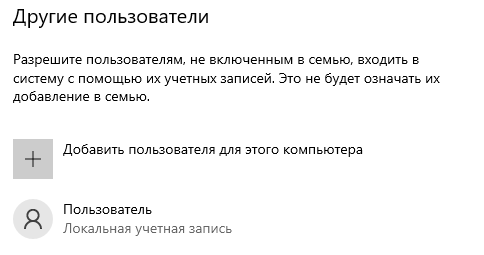 Другие пользователи
Разрешите пользователям, не включенным в семью, входить в
систему с помощью их учетных записей. Это не будет означать их
добавление в семью.
Добавить пользователя для этого компьютера
Пользователь
Локальная учетная запись